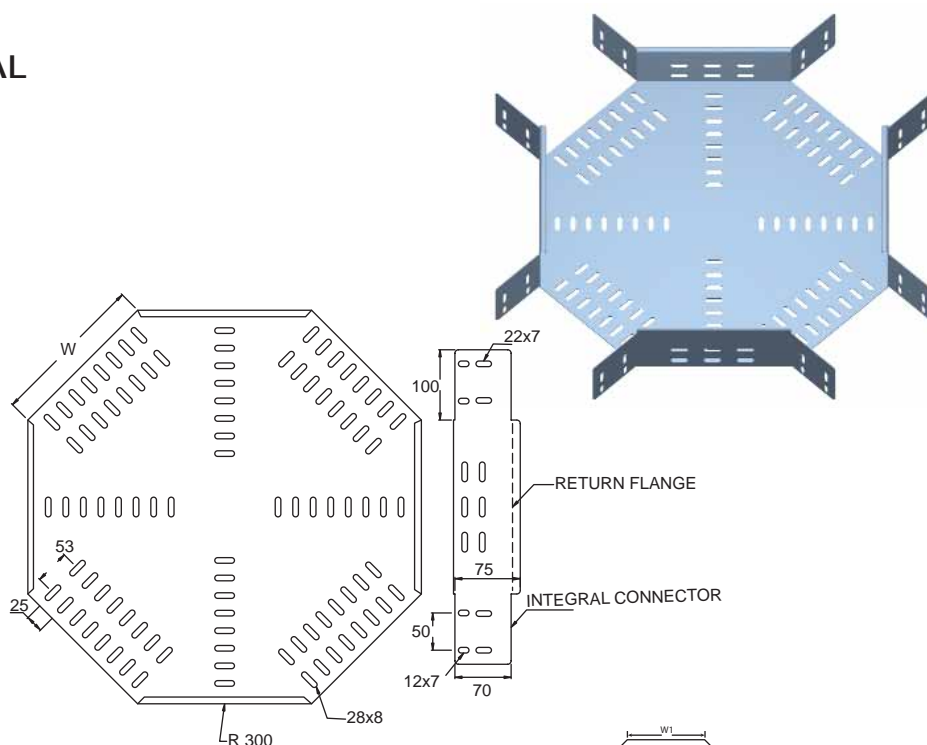 AL
W
22x7
100
RETURN FLANGE
53
75
25
INTEGRAL CONNECTOR
50
12x7
70
28x8
R 300
W1